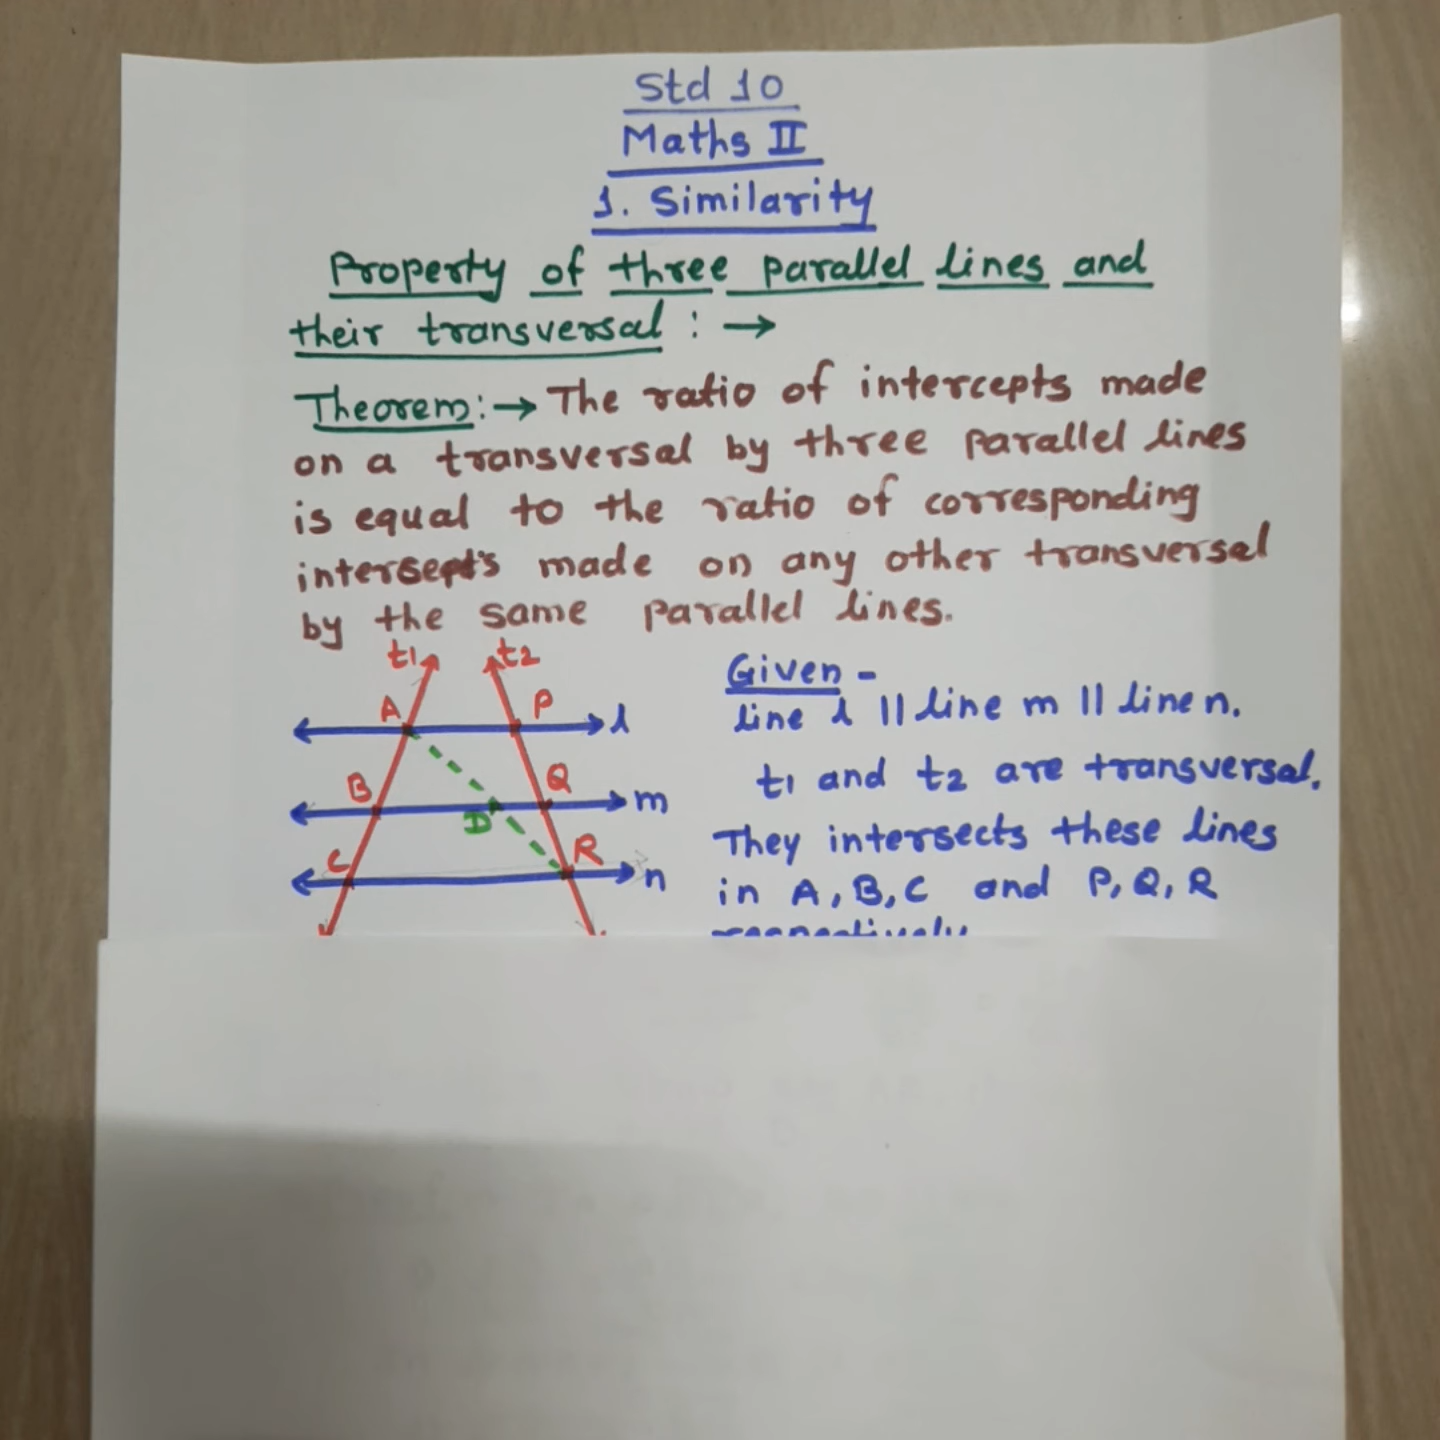 Std 10
Maths II
1. Similarity
Property of three parallel lines and
their transversal : →
Theorem:→ The ratio of intercepts made
on a transversal by three parallel lines
is equal to the ratio of corresponding
intersepts made on any other transversal
by the same parallel lines.
t1 t2
A P l
B Q m
D
C R n
Given -
line l || line m || line n.
t1 and t2 are transversal.
They intersects these lines
in A, B, C and P, Q, R